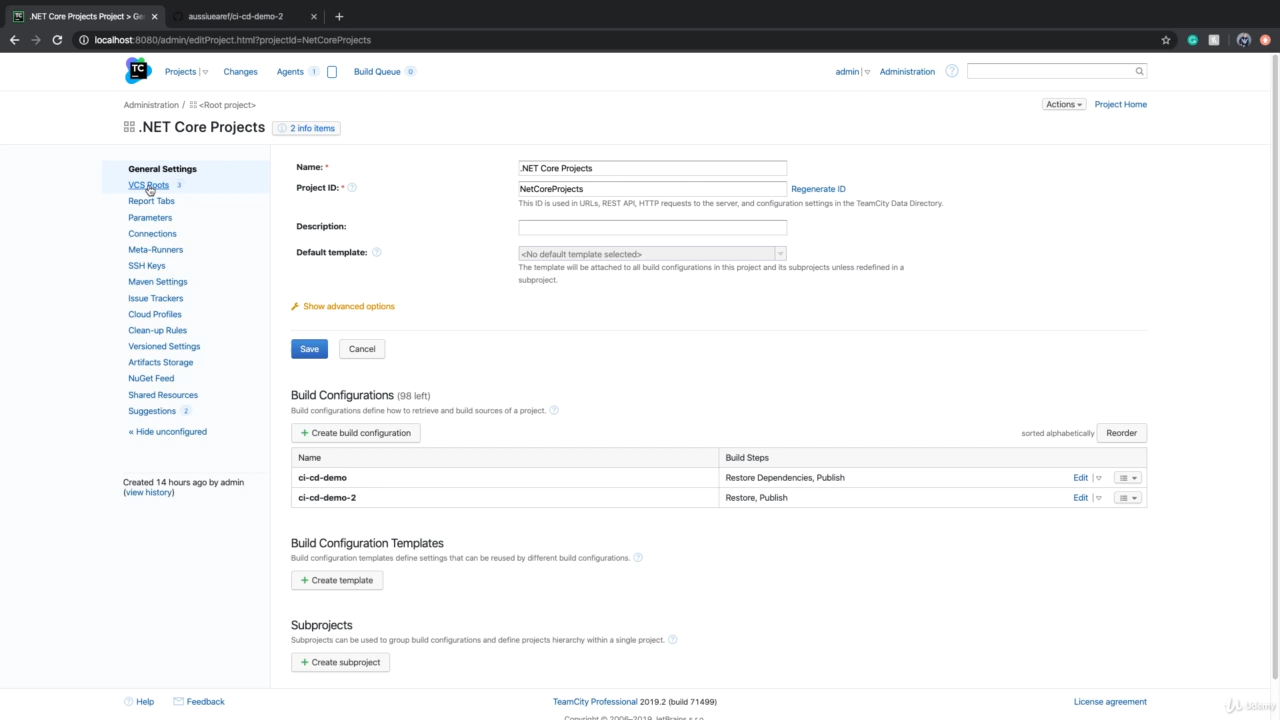 .NET Core Projects Project > Ge
aussiuearef/ci-cd-demo-2
localhost:8080/admin/editProject.html?projectId=NetCoreProjects
TC
Projects
Changes
Agents 1
Build Queue 0
admin
Administration
Administration / <Root project>
Actions
Project Home
.NET Core Projects
2 info items
General Settings
VCS Roots 3
Report Tabs
Parameters
Connections
Meta-Runners
SSH Keys
Maven Settings
Issue Trackers
Cloud Profiles
Clean-up Rules
Versioned Settings
Artifacts Storage
NuGet Feed
Shared Resources
Suggestions 2
« Hide unconfigured
Created 14 hours ago by admin
(view history)
Name: *
.NET Core Projects
Project ID: *
NetCoreProjects
Regenerate ID
This ID is used in URLs, REST API, HTTP requests to the server, and configuration settings in the TeamCity Data Directory.
Description:
Default template:
<No default template selected>
The template will be attached to all build configurations in this project and its subprojects unless redefined in a
subproject.
Show advanced options
Save
Cancel
Build Configurations (98 left)
Build configurations define how to retrieve and build sources of a project.
+ Create build configuration
sorted alphabetically
Reorder
Name
Build Steps
ci-cd-demo
Restore Dependencies, Publish
Edit
ci-cd-demo-2
Restore, Publish
Edit
Build Configuration Templates
Build configuration templates define settings that can be reused by different build configurations.
+ Create template
Subprojects
Subprojects can be used to group build configurations and define projects hierarchy within a single project.
+ Create subproject
Help
Feedback
TeamCity Professional 2019.2 (build 71499)
License agreement
Copyright © 2006–2019 JetBrains s.r.o.
Udemy